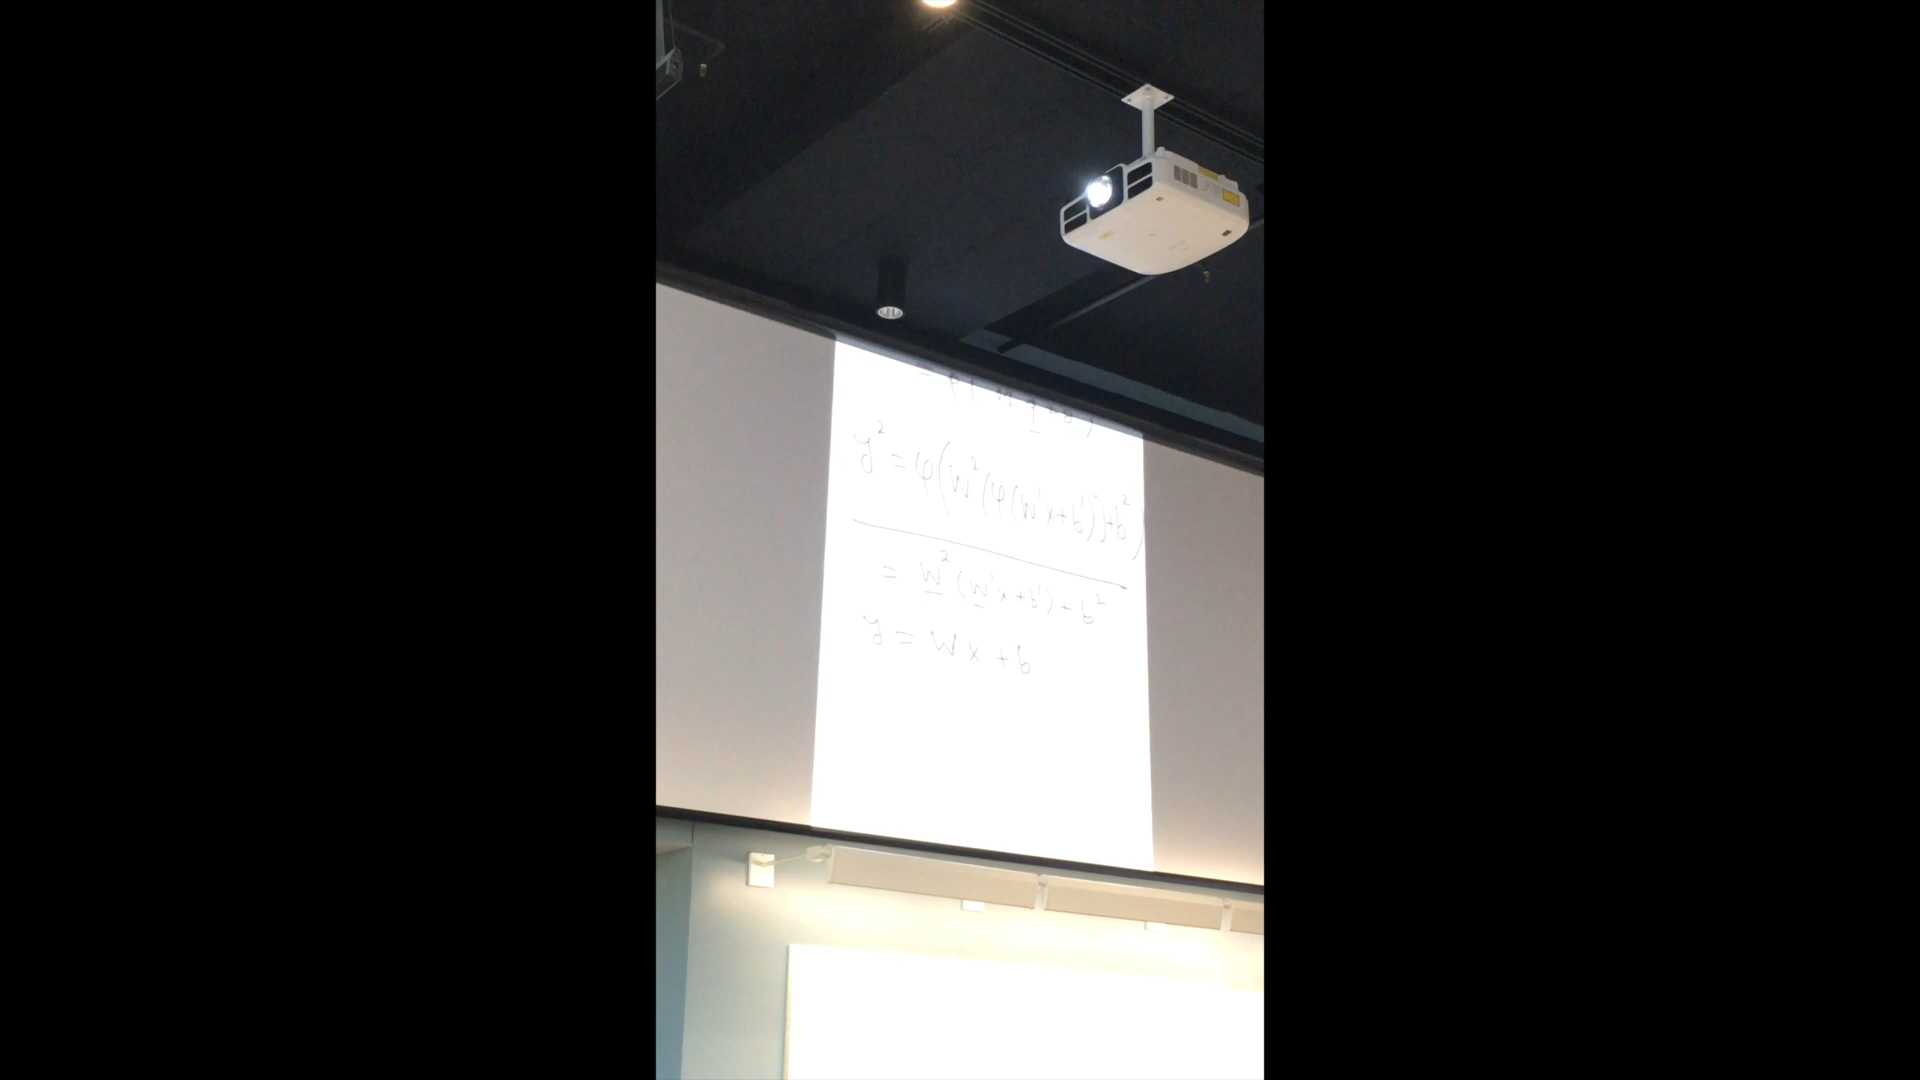 y² = φ(W²(φ(W¹x+b¹))+b²)
= W²(W¹x+b¹)+b²
y = Wx+b